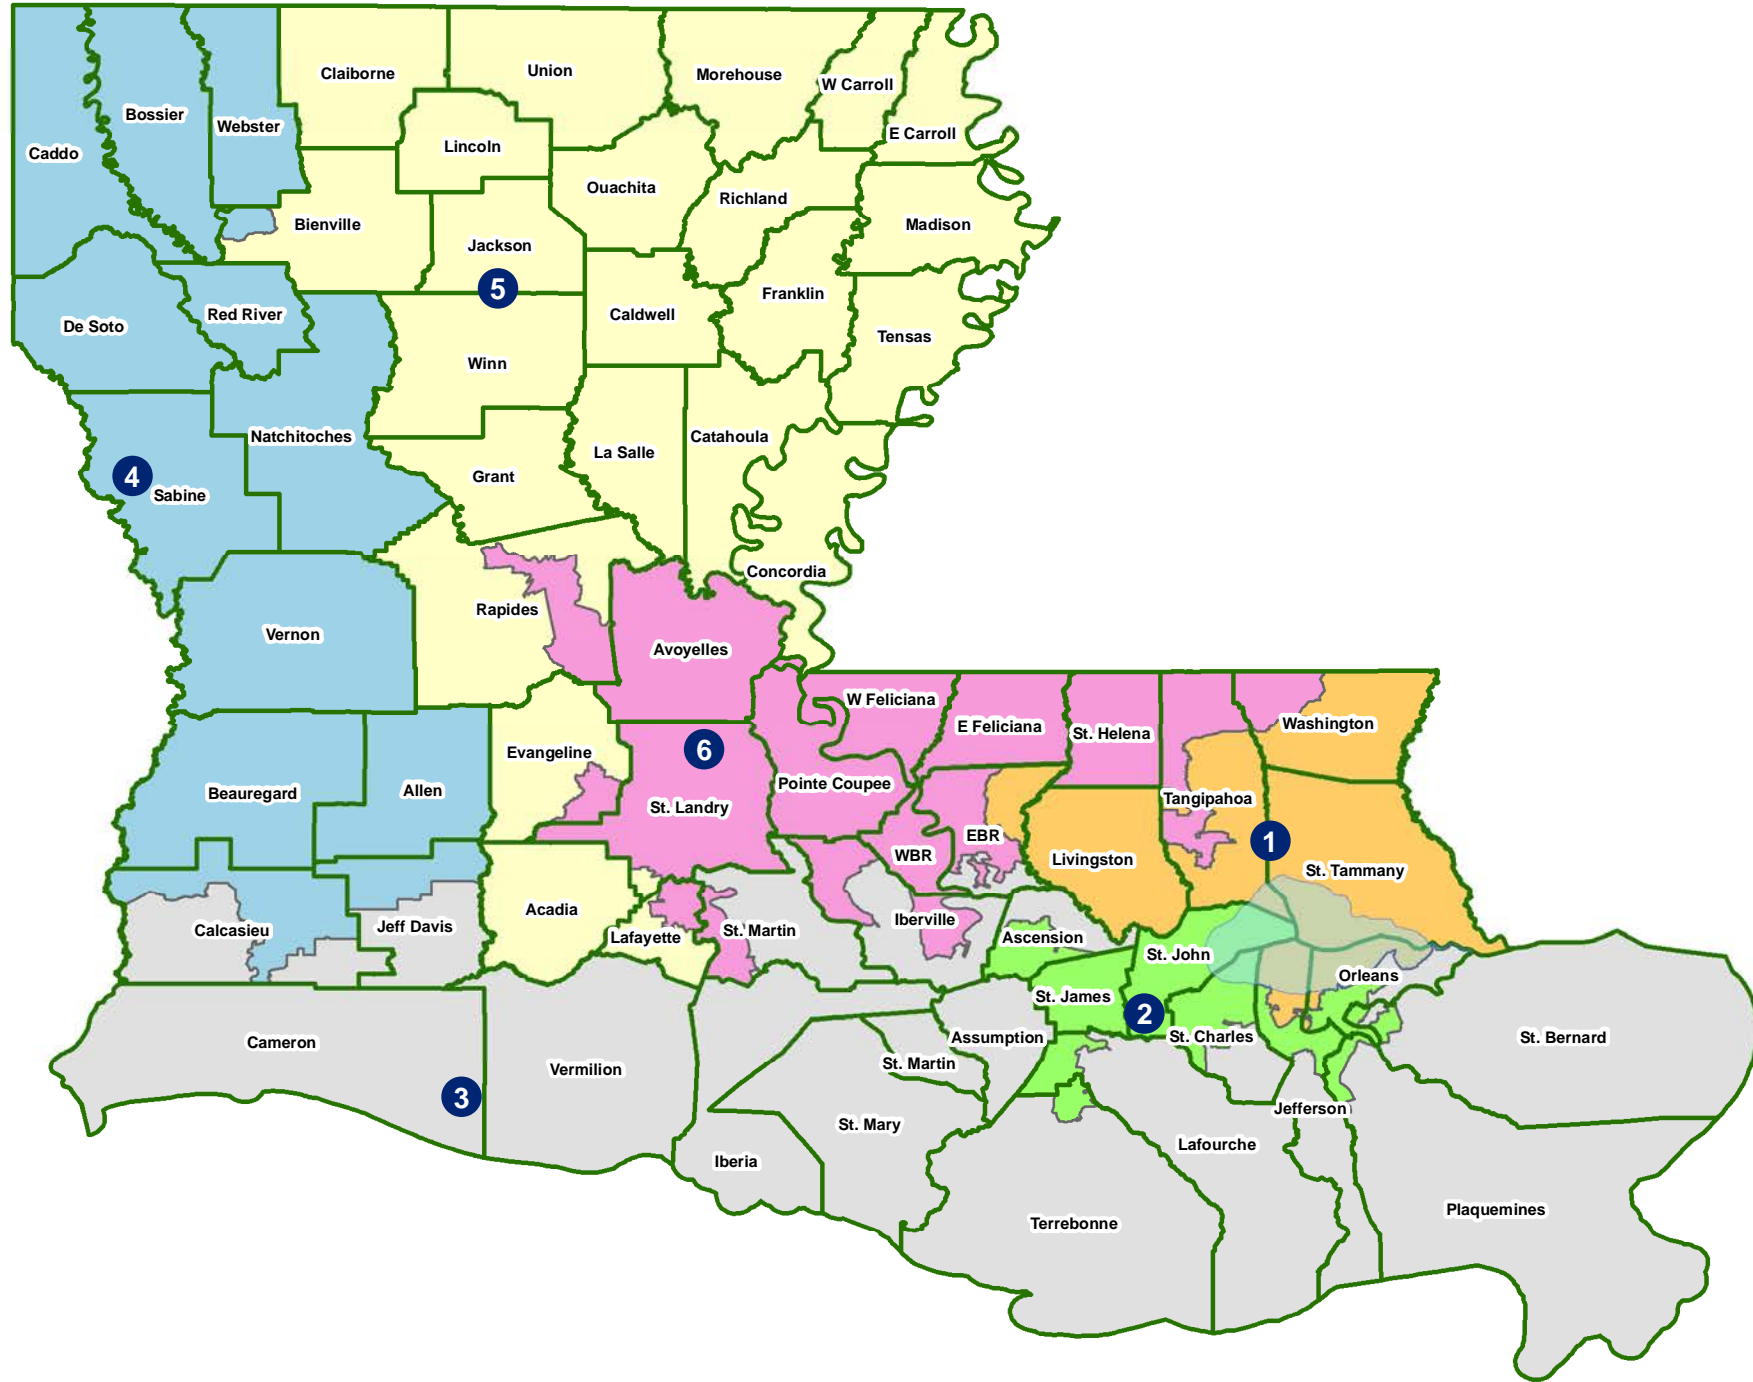 Claiborne
Union
Morehouse
W Carroll
E Carroll
Bossier
Webster
Caddo
Lincoln
Ouachita
Richland
Madison
Bienville
Jackson
5
Franklin
Caldwell
Red River
De Soto
Tensas
Winn
Natchitoches
Catahoula
La Salle
Grant
4
Sabine
Concordia
Rapides
Vernon
Avoyelles
W Feliciana
E Feliciana
St. Helena
Washington
Evangeline
6
Pointe Coupee
Beauregard
Allen
St. Landry
Tangipahoa
EBR
1
WBR
Livingston
St. Tammany
Acadia
Iberville
Calcasieu
Jeff Davis
Lafayette
St. Martin
Ascension
St. John
Orleans
St. James
2
St. Charles
Assumption
St. Bernard
Cameron
Vermilion
St. Martin
3
Jefferson
St. Mary
Lafourche
Iberia
Terrebonne
Plaquemines